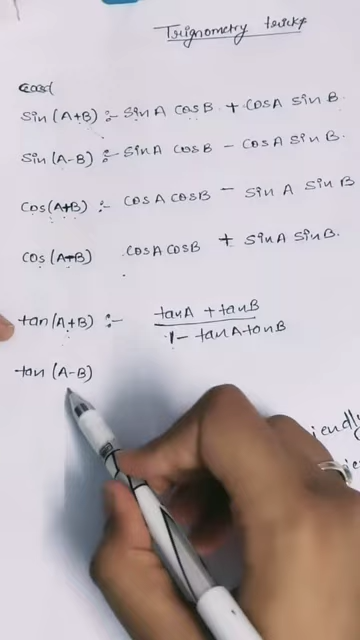 Trignometry tricks
sin(A+B) :- sinA cosB + cosA sinB.
sin(A-B) :- sinA cosB - cosA sinB.
cos(A+B) :- cosA cosB - sinA sinB
cos(A-B) cosA cosB + sinA sinB.
tan(A+B) :- tanA + tanB
1 - tanA tanB
tan(A-B)